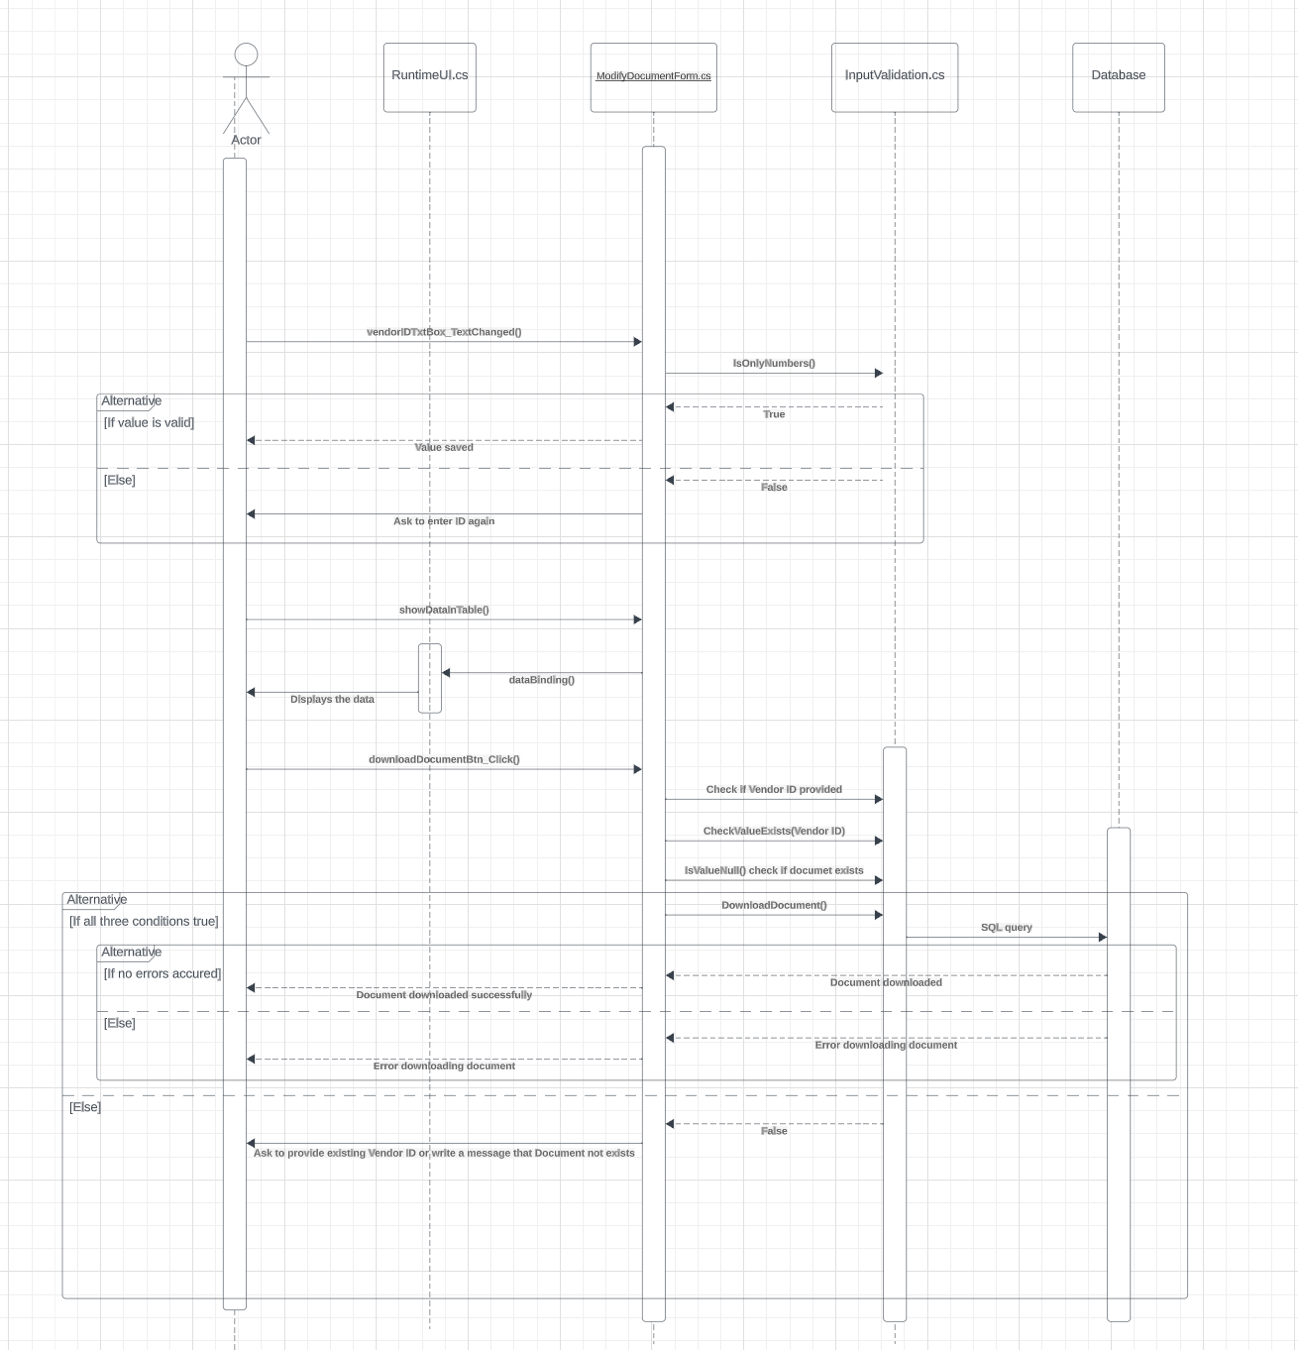 RuntimeUI.cs
ModifyDocumentForm.cs
InputValidation.cs
Database
Actor
vendorIDTxtBox_TextChanged()
IsOnlyNumbers()
Alternative
True
[If value is valid]
Value saved
[Else]
False
Ask to enter ID again
showDataInTable()
dataBinding()
Displays the data
downloadDocumentBtn_Click()
Check if Vendor ID provided
CheckValueExists(Vendor ID)
IsValueNull() check if documet exists
Alternative
DownloadDocument()
[If all three conditions true]
SQL query
Alternative
[If no errors accured]
Document downloaded
Document downloaded successfully
[Else]
Error downloading document
Error downloading document
[Else]
False
Ask to provide existing Vendor ID or write a message that Document not exists